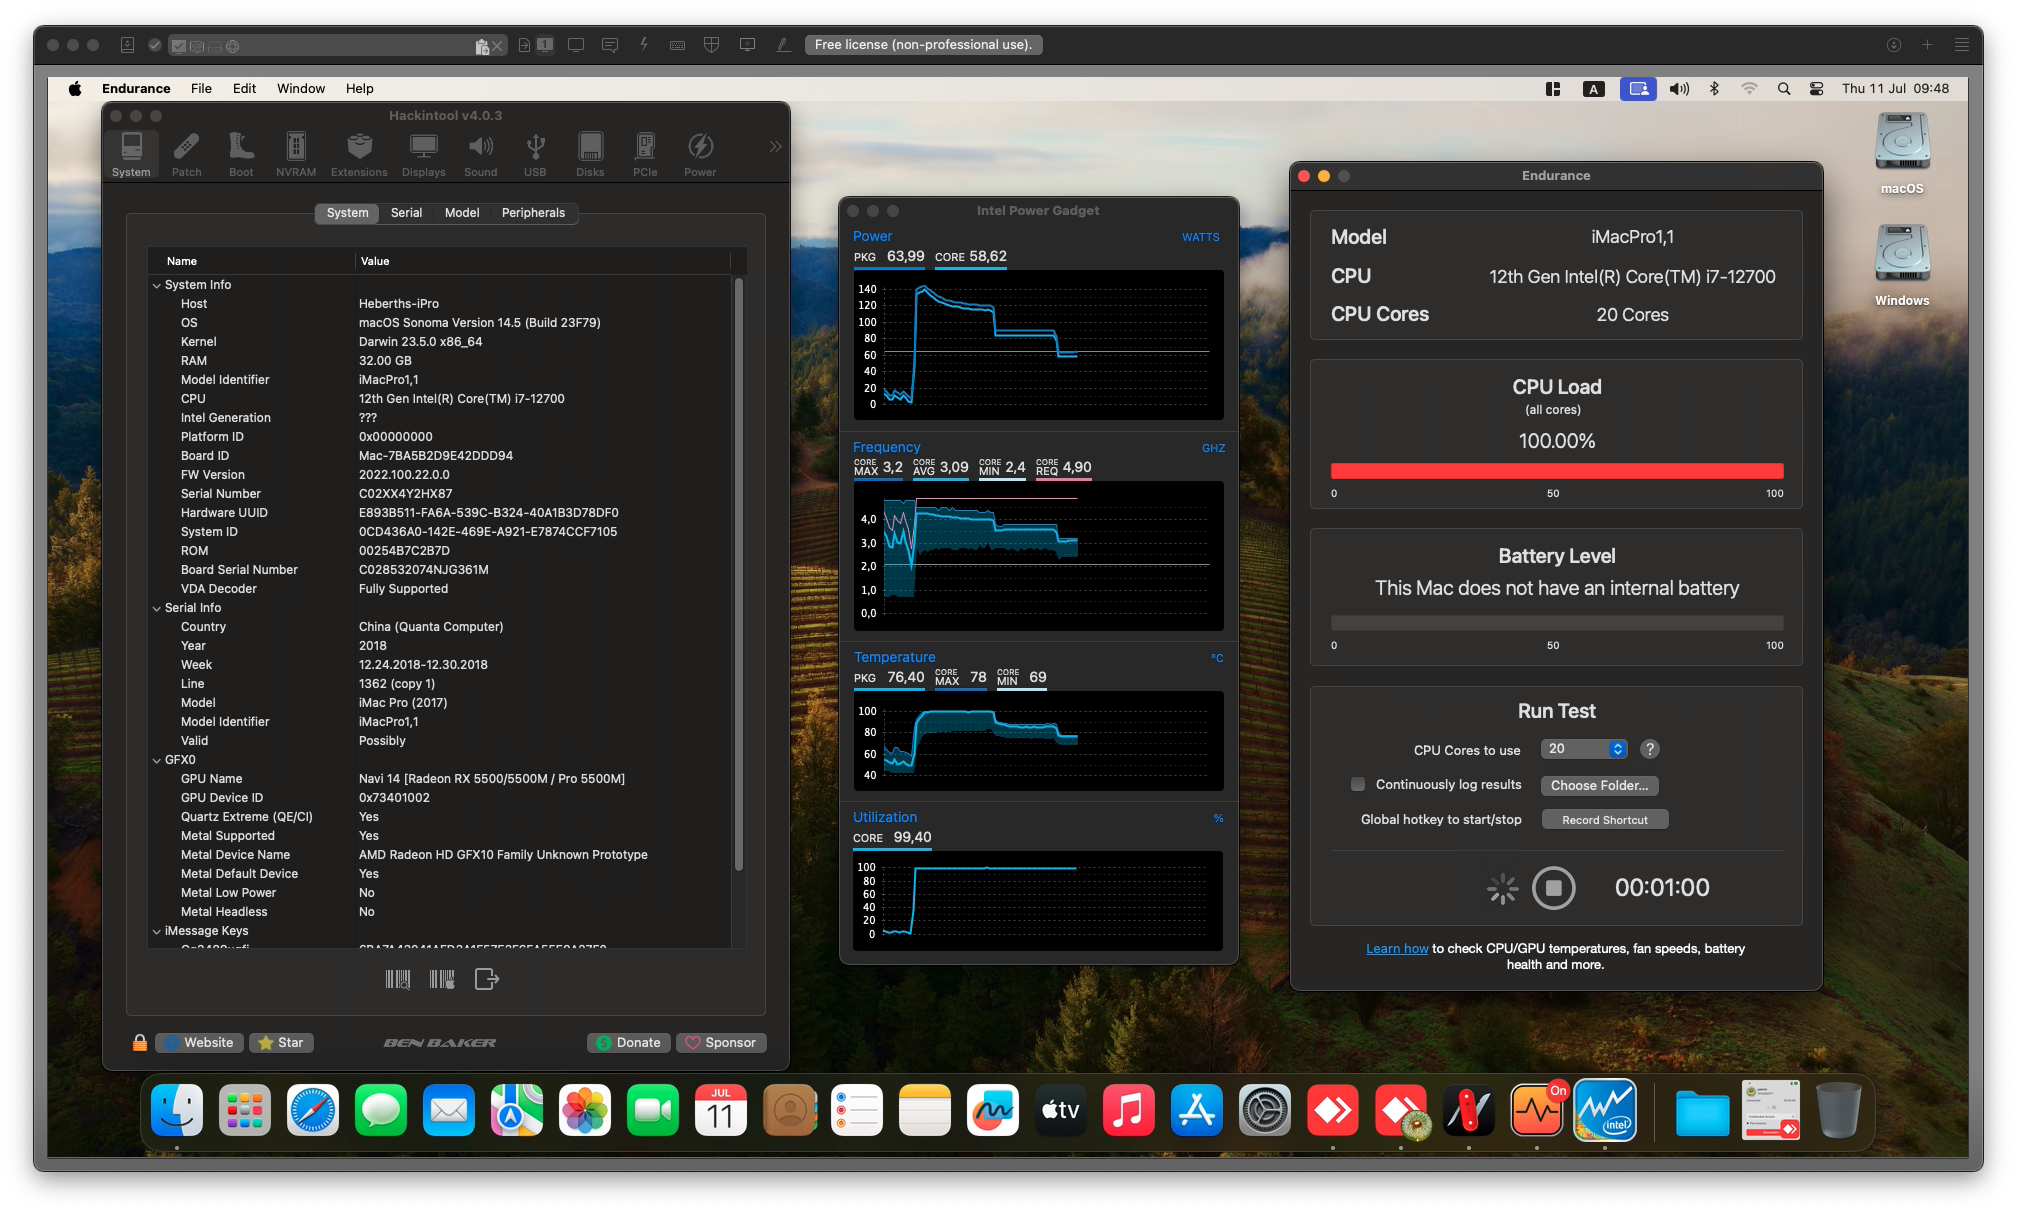 Free license (non-professional use).
1
Endurance File Edit Window Help
A
Thu 11 Jul 09:48
Hackintool v4.0.3
System Patch Boot NVRAM Extensions Displays Sound USB Disks PCIe Power
System Serial Model Peripherals
Name Value
System Info
Host Heberths-iPro
OS macOS Sonoma Version 14.5 (Build 23F79)
Kernel Darwin 23.5.0 x86_64
RAM 32.00 GB
Model Identifier iMacPro1,1
CPU 12th Gen Intel(R) Core(TM) i7-12700
Intel Generation ???
Platform ID 0x00000000
Board ID Mac-7BA5B2D9E42DDD94
FW Version 2022.100.22.0.0
Serial Number C02XX4Y2HX87
Hardware UUID E893B511-FA6A-539C-B324-40A1B3D78DF0
System ID 0CD436A0-142E-469E-A921-E7874CCF7105
ROM 00254B7C2B7D
Board Serial Number C028532074NJG361M
VDA Decoder Fully Supported
Serial Info
Country China (Quanta Computer)
Year 2018
Week 12.24.2018-12.30.2018
Line 1362 (copy 1)
Model iMac Pro (2017)
Model Identifier iMacPro1,1
Valid Possibly
GFX0
GPU Name Navi 14 [Radeon RX 5500/5500M / Pro 5500M]
GPU Device ID 0x73401002
Quartz Extreme (QE/CI) Yes
Metal Supported Yes
Metal Device Name AMD Radeon HD GFX10 Family Unknown Prototype
Metal Default Device Yes
Metal Low Power No
Metal Headless No
iMessage Keys
Website Star BEN BAKER Donate Sponsor
Intel Power Gadget
Power WATTS
PKG 63,99 CORE 58,62
140
120
100
80
60
40
20
0
Frequency GHZ
CORE MAX 3,2 CORE AVG 3,09 CORE MIN 2,4 CORE REQ 4,90
4,0
3,0
2,0
1,0
0,0
Temperature ºC
PKG 76,40 CORE MAX 78 CORE MIN 69
100
80
60
40
Utilization %
CORE 99,40
100
80
60
40
20
0
Endurance
Model iMacPro1,1
CPU 12th Gen Intel(R) Core(TM) i7-12700
CPU Cores 20 Cores
CPU Load
(all cores)
100.00%
0 50 100
Battery Level
This Mac does not have an internal battery
0 50 100
Run Test
CPU Cores to use 20 ?
Continuously log results Choose Folder...
Global hotkey to start/stop Record Shortcut
00:01:00
Learn how to check CPU/GPU temperatures, fan speeds, battery
health and more.
macOS
Windows
JUL
11
tv
On
intel